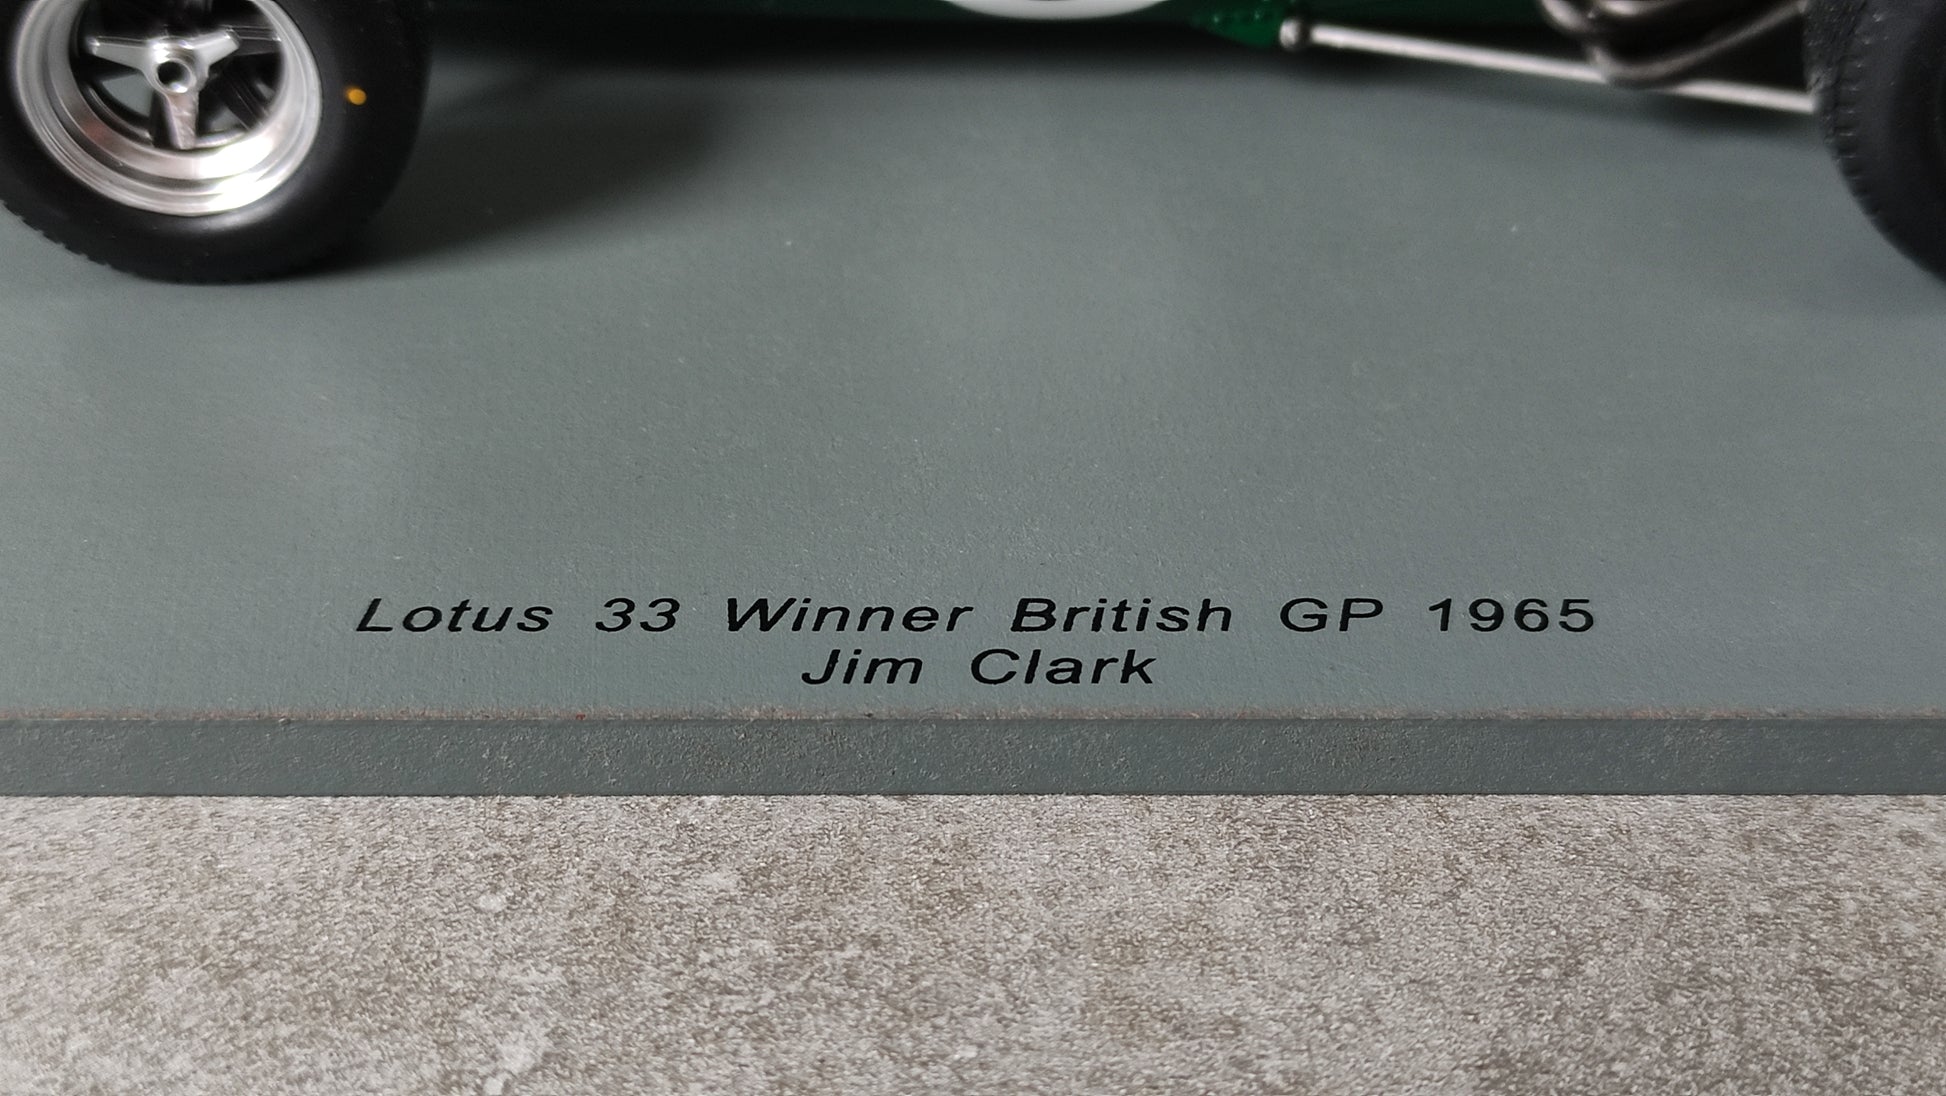 Lotus 33 Winner British GP 1965
Jim Clark